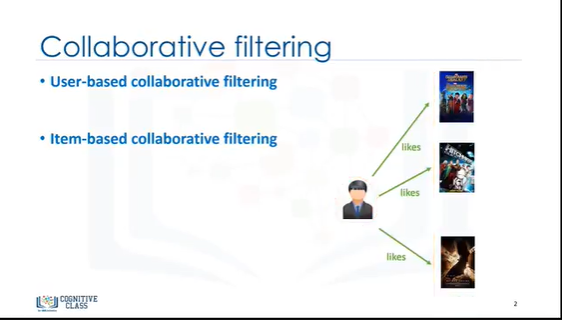 Collaborative filtering
• User-based collaborative filtering
• Item-based collaborative filtering
likes
likes
likes
COGNITIVE
CLASS
2